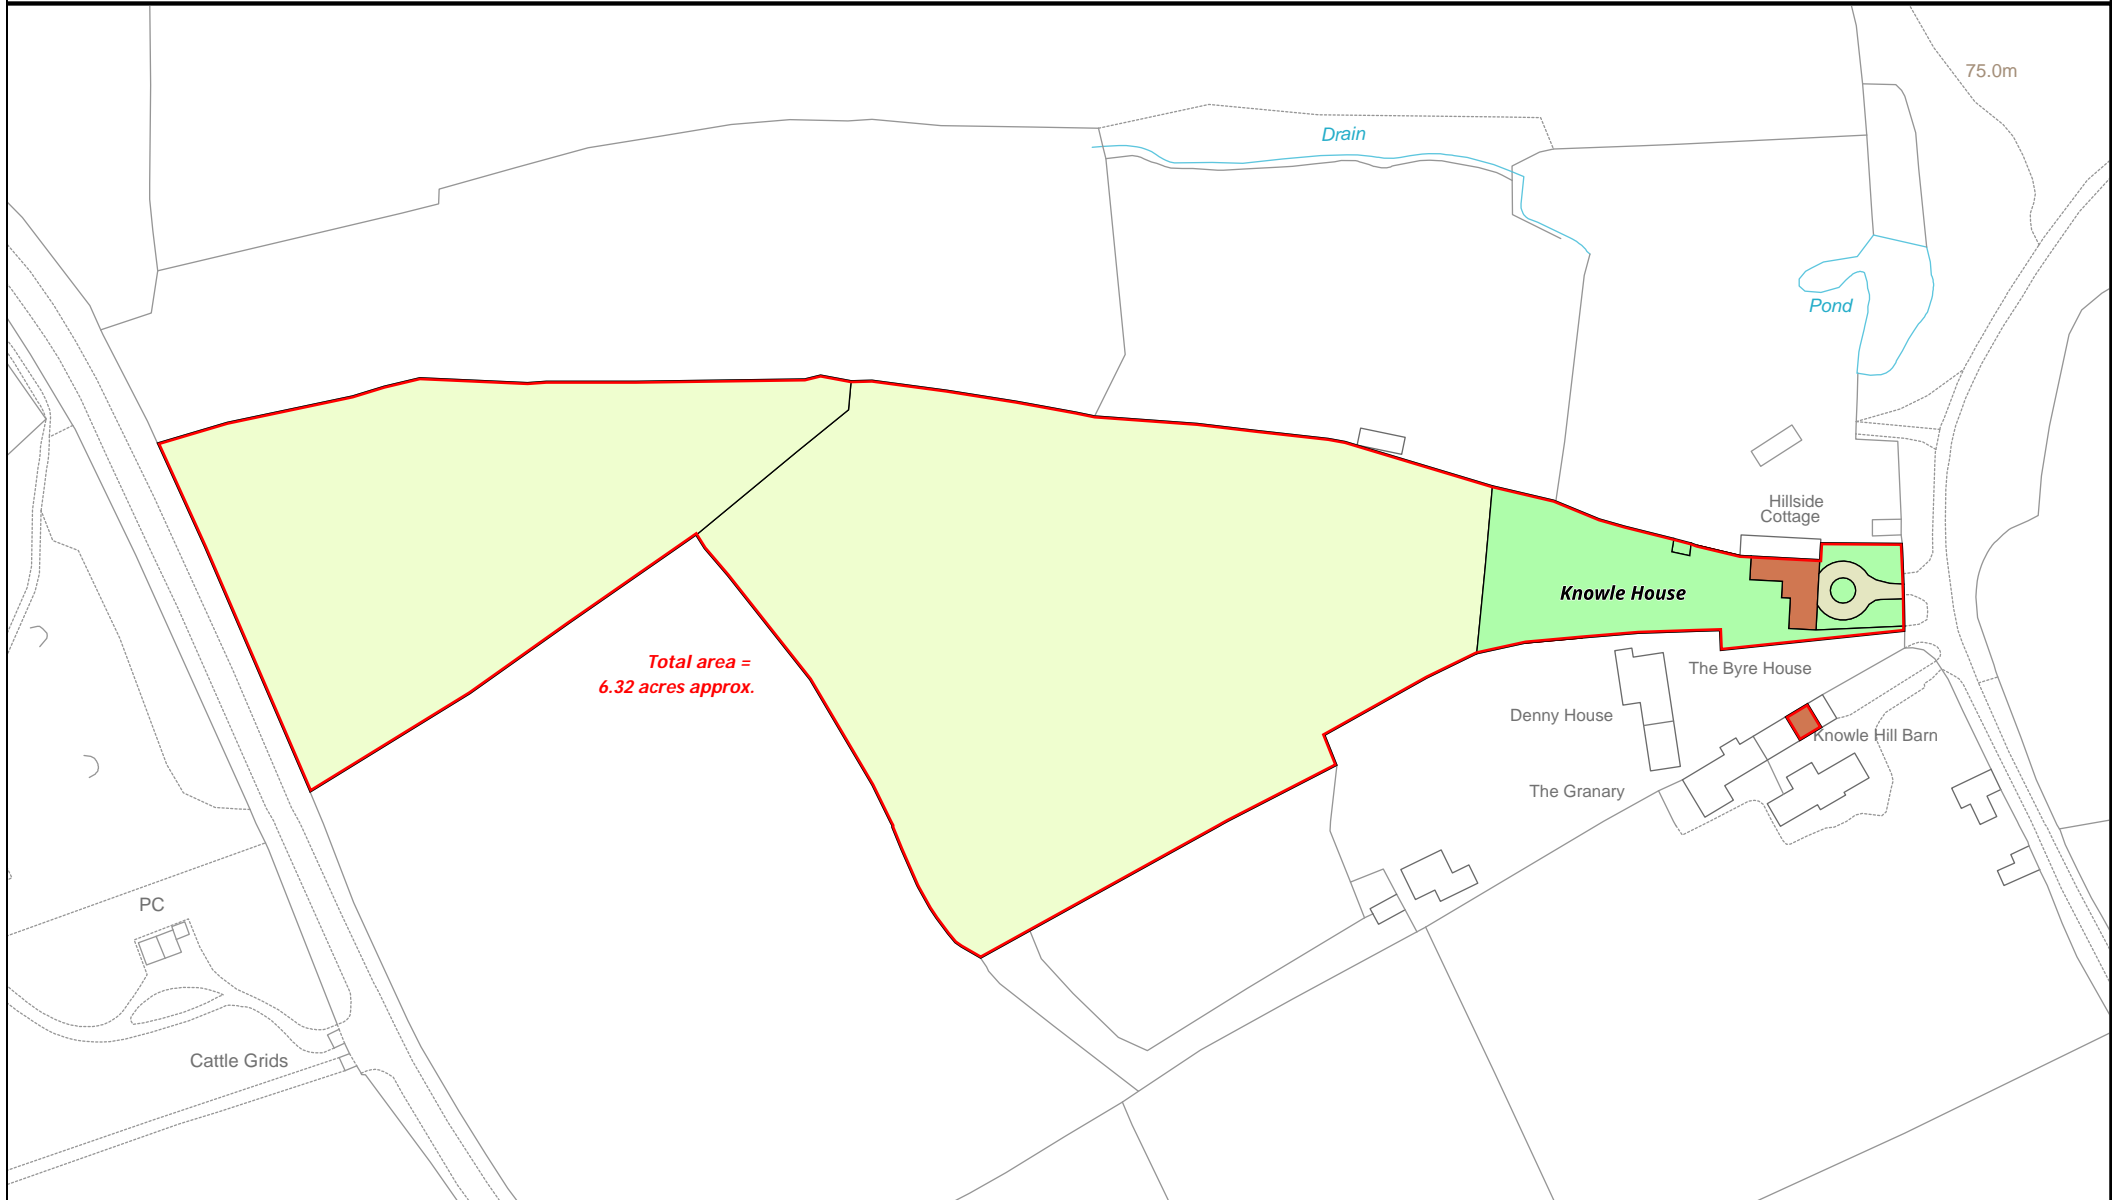 75.0m
Drain
Pond
Hillside
Cottage
Knowle House
Total area =
6.32 acres approx.
The Byre House
Denny House
Knowle Hill Barn
The Granary
PC
Cattle Grids